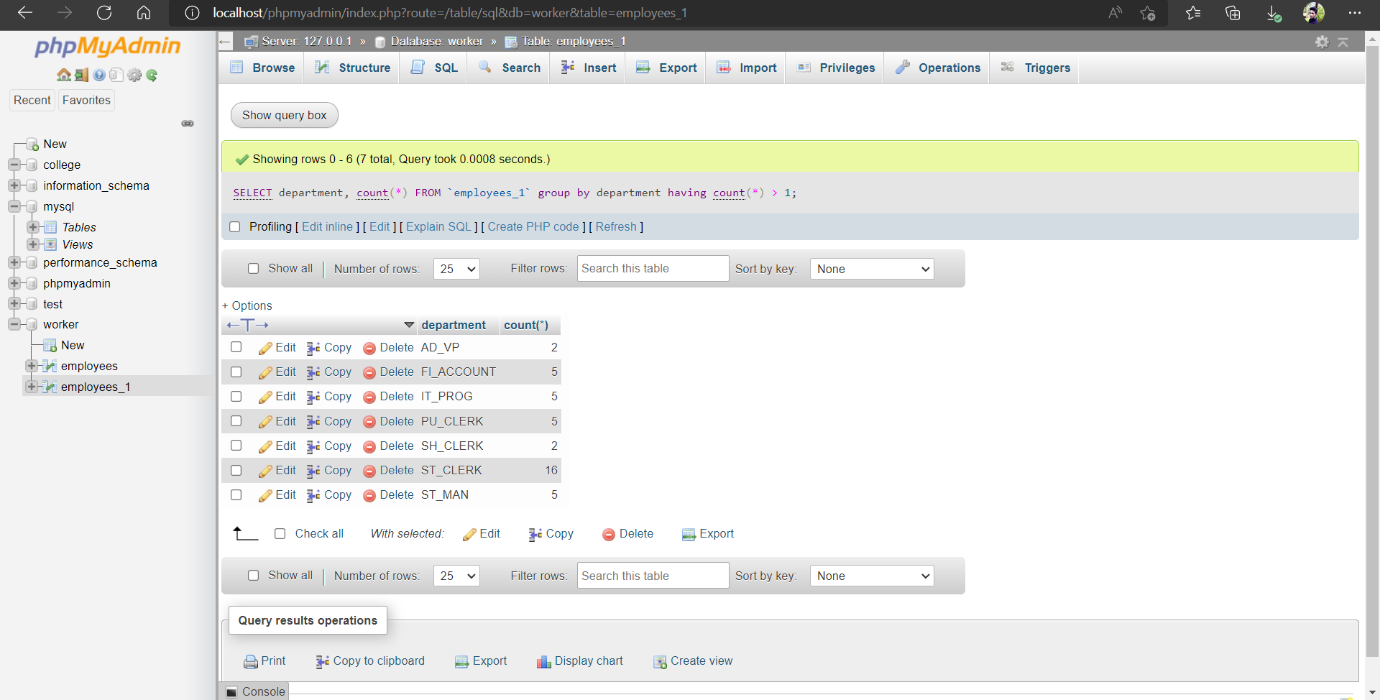 localhost/phpmyadmin/index.php?route=/table/sql&db=worker&table=employees_1
phpMyAdmin
Recent Favorites
New
college
information_schema
mysql
Tables
Views
performance_schema
phpmyadmin
test
worker
New
employees
employees_1
Server: 127.0.0.1 » Database: worker » Table: employees_1
Browse Structure SQL Search Insert Export Import Privileges Operations Triggers
Show query box
Showing rows 0 - 6 (7 total, Query took 0.0008 seconds.)
SELECT department, count(*) FROM `employees_1` group by department having count(*) > 1;
Profiling [ Edit inline ] [ Edit ] [ Explain SQL ] [ Create PHP code ] [ Refresh ]
Show all Number of rows: 25 Filter rows: Search this table Sort by key: None
+ Options
←T→ department count(*)
Edit Copy Delete AD_VP 2
Edit Copy Delete FI_ACCOUNT 5
Edit Copy Delete IT_PROG 5
Edit Copy Delete PU_CLERK 5
Edit Copy Delete SH_CLERK 2
Edit Copy Delete ST_CLERK 16
Edit Copy Delete ST_MAN 5
Check all With selected: Edit Copy Delete Export
Show all Number of rows: 25 Filter rows: Search this table Sort by key: None
Query results operations
Print Copy to clipboard Export Display chart Create view
Console